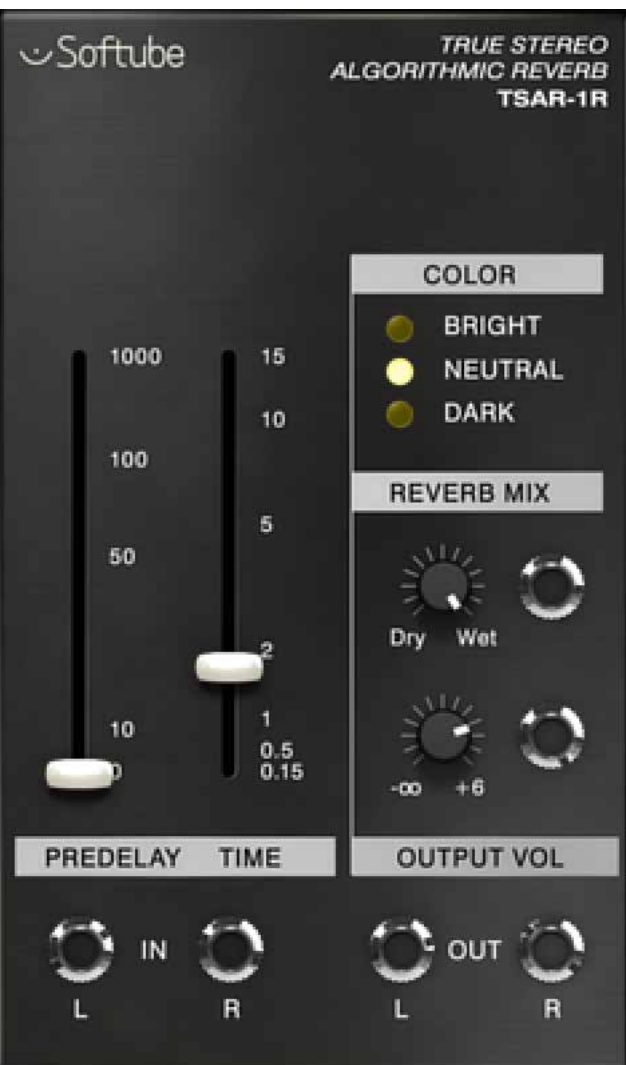 Softube
TRUE STEREO
ALGORITHMIC REVERB
TSAR-1R
COLOR
BRIGHT
NEUTRAL
DARK
1000
100
50
10
0
15
10
5
2
1
0.5
0.15
REVERB MIX
Dry Wet
-∞ +6
PREDELAY TIME
OUTPUT VOL
IN
L R
OUT
L R